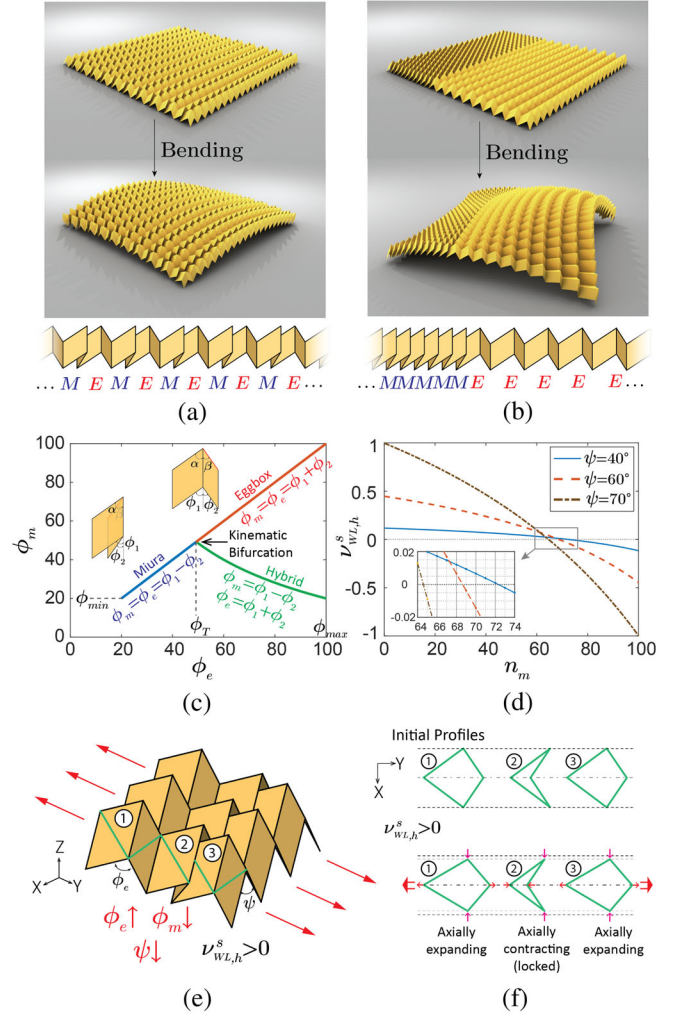 Bending
Bending
... M E M E M E M E ...
... MMMMM E E E E E ...
(a)
(b)
100
80
60
40
20
0
0 20 40 60 80 100
ϕm
ϕe
α
ϕ1
ϕ2
α β
ϕ1 ϕ2
Eggbox
ϕm=ϕe=ϕ1+ϕ2
Kinematic
Bifurcation
Miura
ϕm=ϕe=ϕ1-ϕ2
Hybrid
ϕm=ϕ1-ϕ2
ϕe=ϕ1+ϕ2
ϕmin
ϕT
ϕmax
(c)
1
0.5
0
-0.5
-1
0 20 40 60 80 100
ν^s_WL,h
n_m
ψ=40°
ψ=60°
ψ=70°
0.02
0
-0.02
64 66 68 70 72 74
(d)
①
②
③
Z
X Y
ϕe
ψ
ϕe↑ ϕm↓
ψ↓
ν^s_WL,h>0
(e)
Initial Profiles
Y
X
① ② ③
ν^s_WL,h>0
① ② ③
Axially expanding
Axially contracting (locked)
Axially expanding
(f)